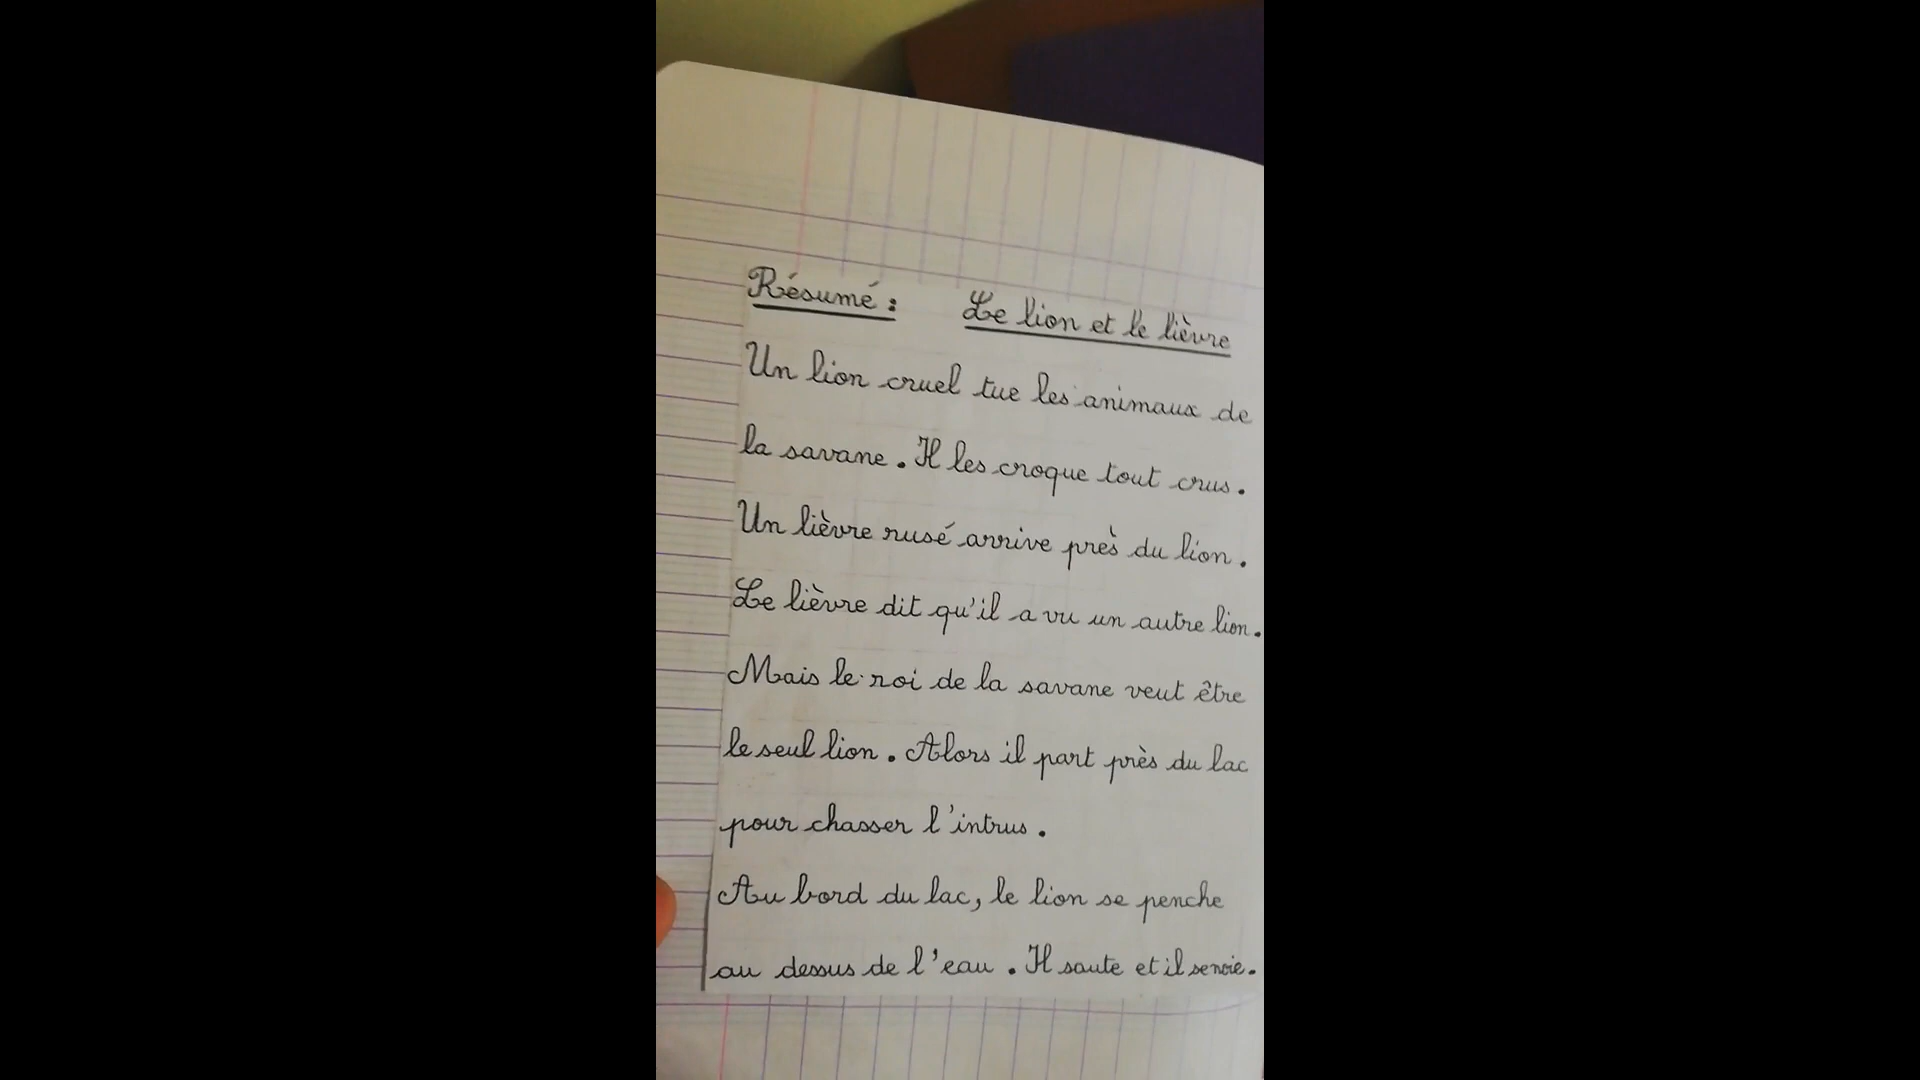 Résumé : Le lion et le lièvre
Un lion cruel tue les animaux de
la savane. Il les croque tout crus.
Un lièvre rusé arrive près du lion.
Le lièvre dit qu'il a vu un autre lion.
Mais le roi de la savane veut être
le seul lion. Alors il part près du lac
pour chasser l'intrus.
Au bord du lac, le lion se penche
au dessus de l'eau. Il saute et il se noie.